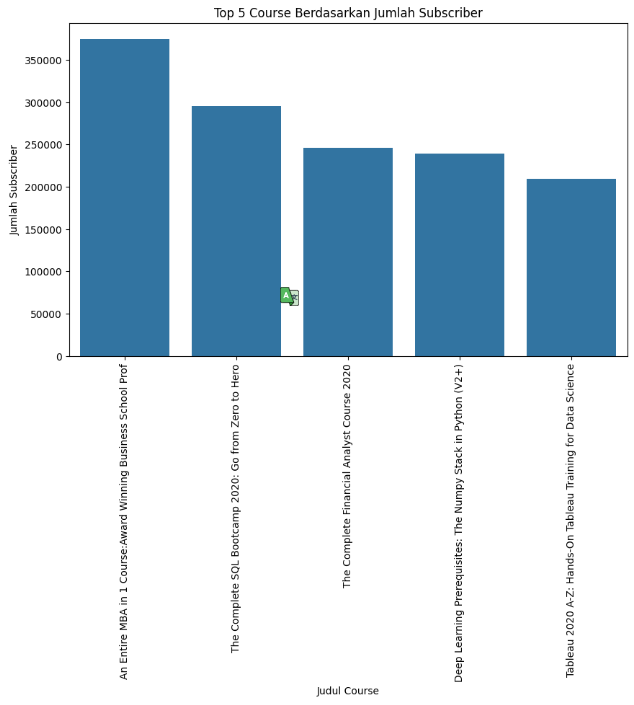 Top 5 Course Berdasarkan Jumlah Subscriber
Jumlah Subscriber
350000
300000
250000
200000
150000
100000
50000
0
A
An Entire MBA in 1 Course:Award Winning Business School Prof
The Complete SQL Bootcamp 2020: Go from Zero to Hero
The Complete Financial Analyst Course 2020
Deep Learning Prerequisites: The Numpy Stack in Python (V2+)
Tableau 2020 A-Z: Hands-On Tableau Training for Data Science
Judul Course